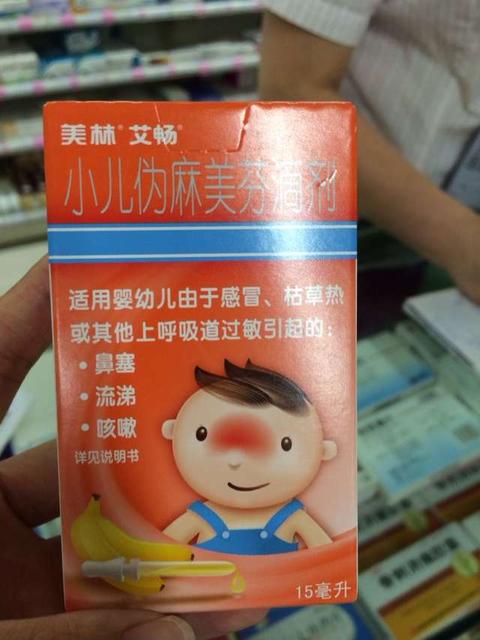 美林® 艾畅®
小儿伪麻美芬滴剂
适用婴幼儿由于感冒、枯草热
或其他上呼吸道过敏引起的：
• 鼻塞
• 流涕
• 咳嗽
详见说明书
15毫升